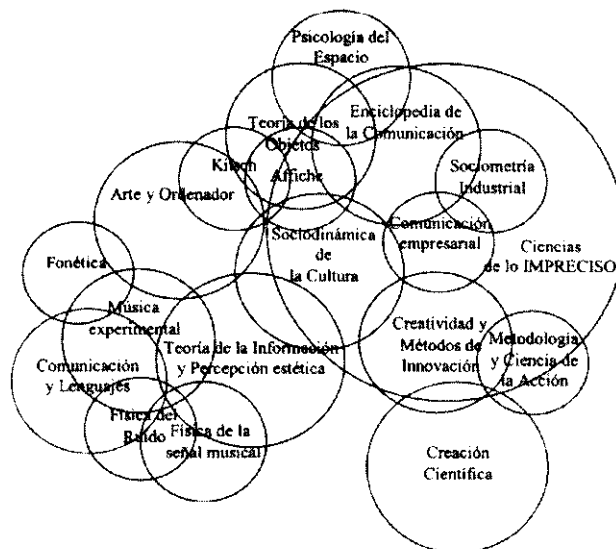 Psicología del
Espacio
Teoría de los
Objetos
Enciclopedia de
la Comunicación
Kitsch
Affiche
Sociometría
Industrial
Arte y Ordenador
Sociodinámica
de
la Cultura
Comunicación
empresarial
Ciencias
de lo IMPRECISO
Fonética
Música
experimental
Teoría de la Información
y Percepción estética
Creatividad y
Métodos de
Innovación
Metodología
y Ciencia de
la Acción
Comunicación
y Lenguajes
Física del
Ruído
Física de la
señal musical
Creación
Científica